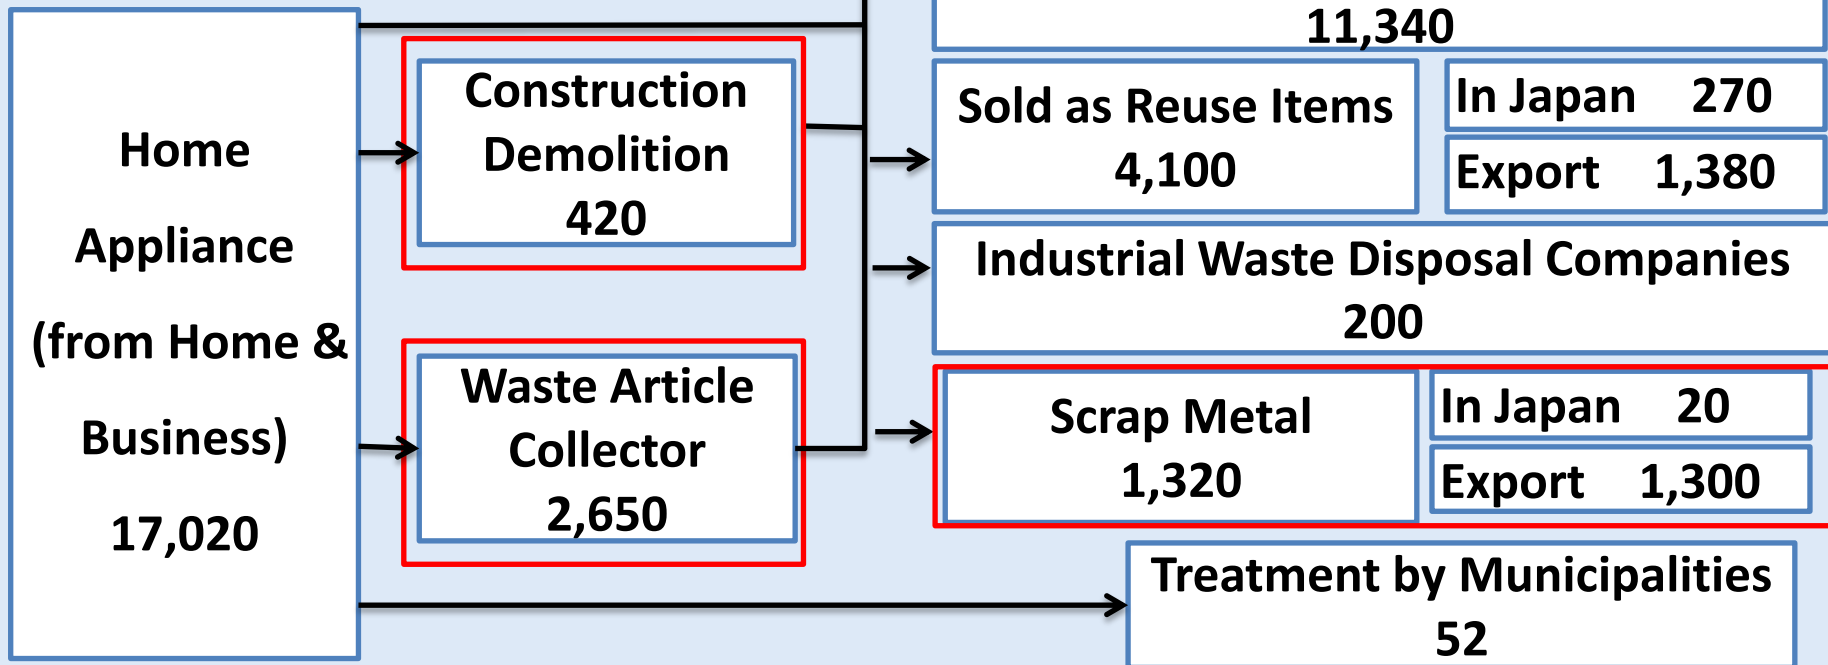 Home
Appliance
(from Home &
Business)
17,020
Construction
Demolition
420
Waste Article
Collector
2,650
11,340
Sold as Reuse Items
4,100
In Japan 270
Export 1,380
Industrial Waste Disposal Companies
200
Scrap Metal
1,320
In Japan 20
Export 1,300
Treatment by Municipalities
52